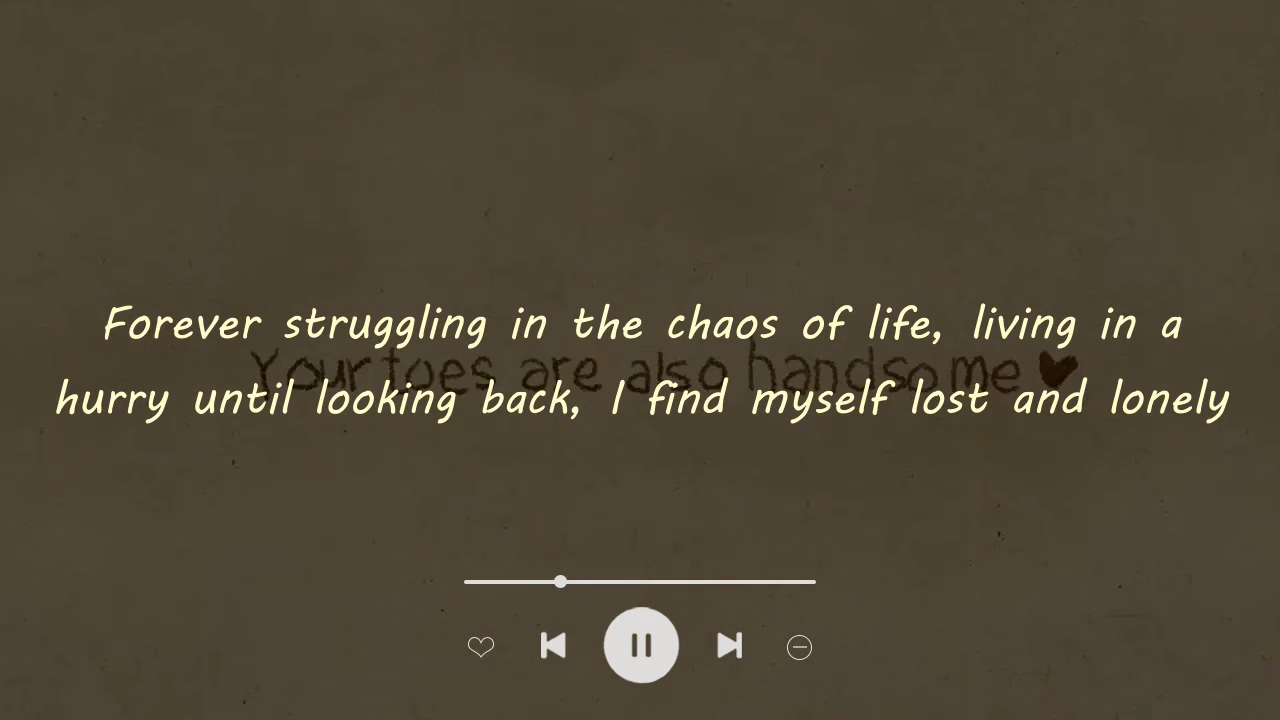 Forever struggling in the chaos of life, living in a
Your toes are also handsome
hurry until looking back, I find myself lost and lonely